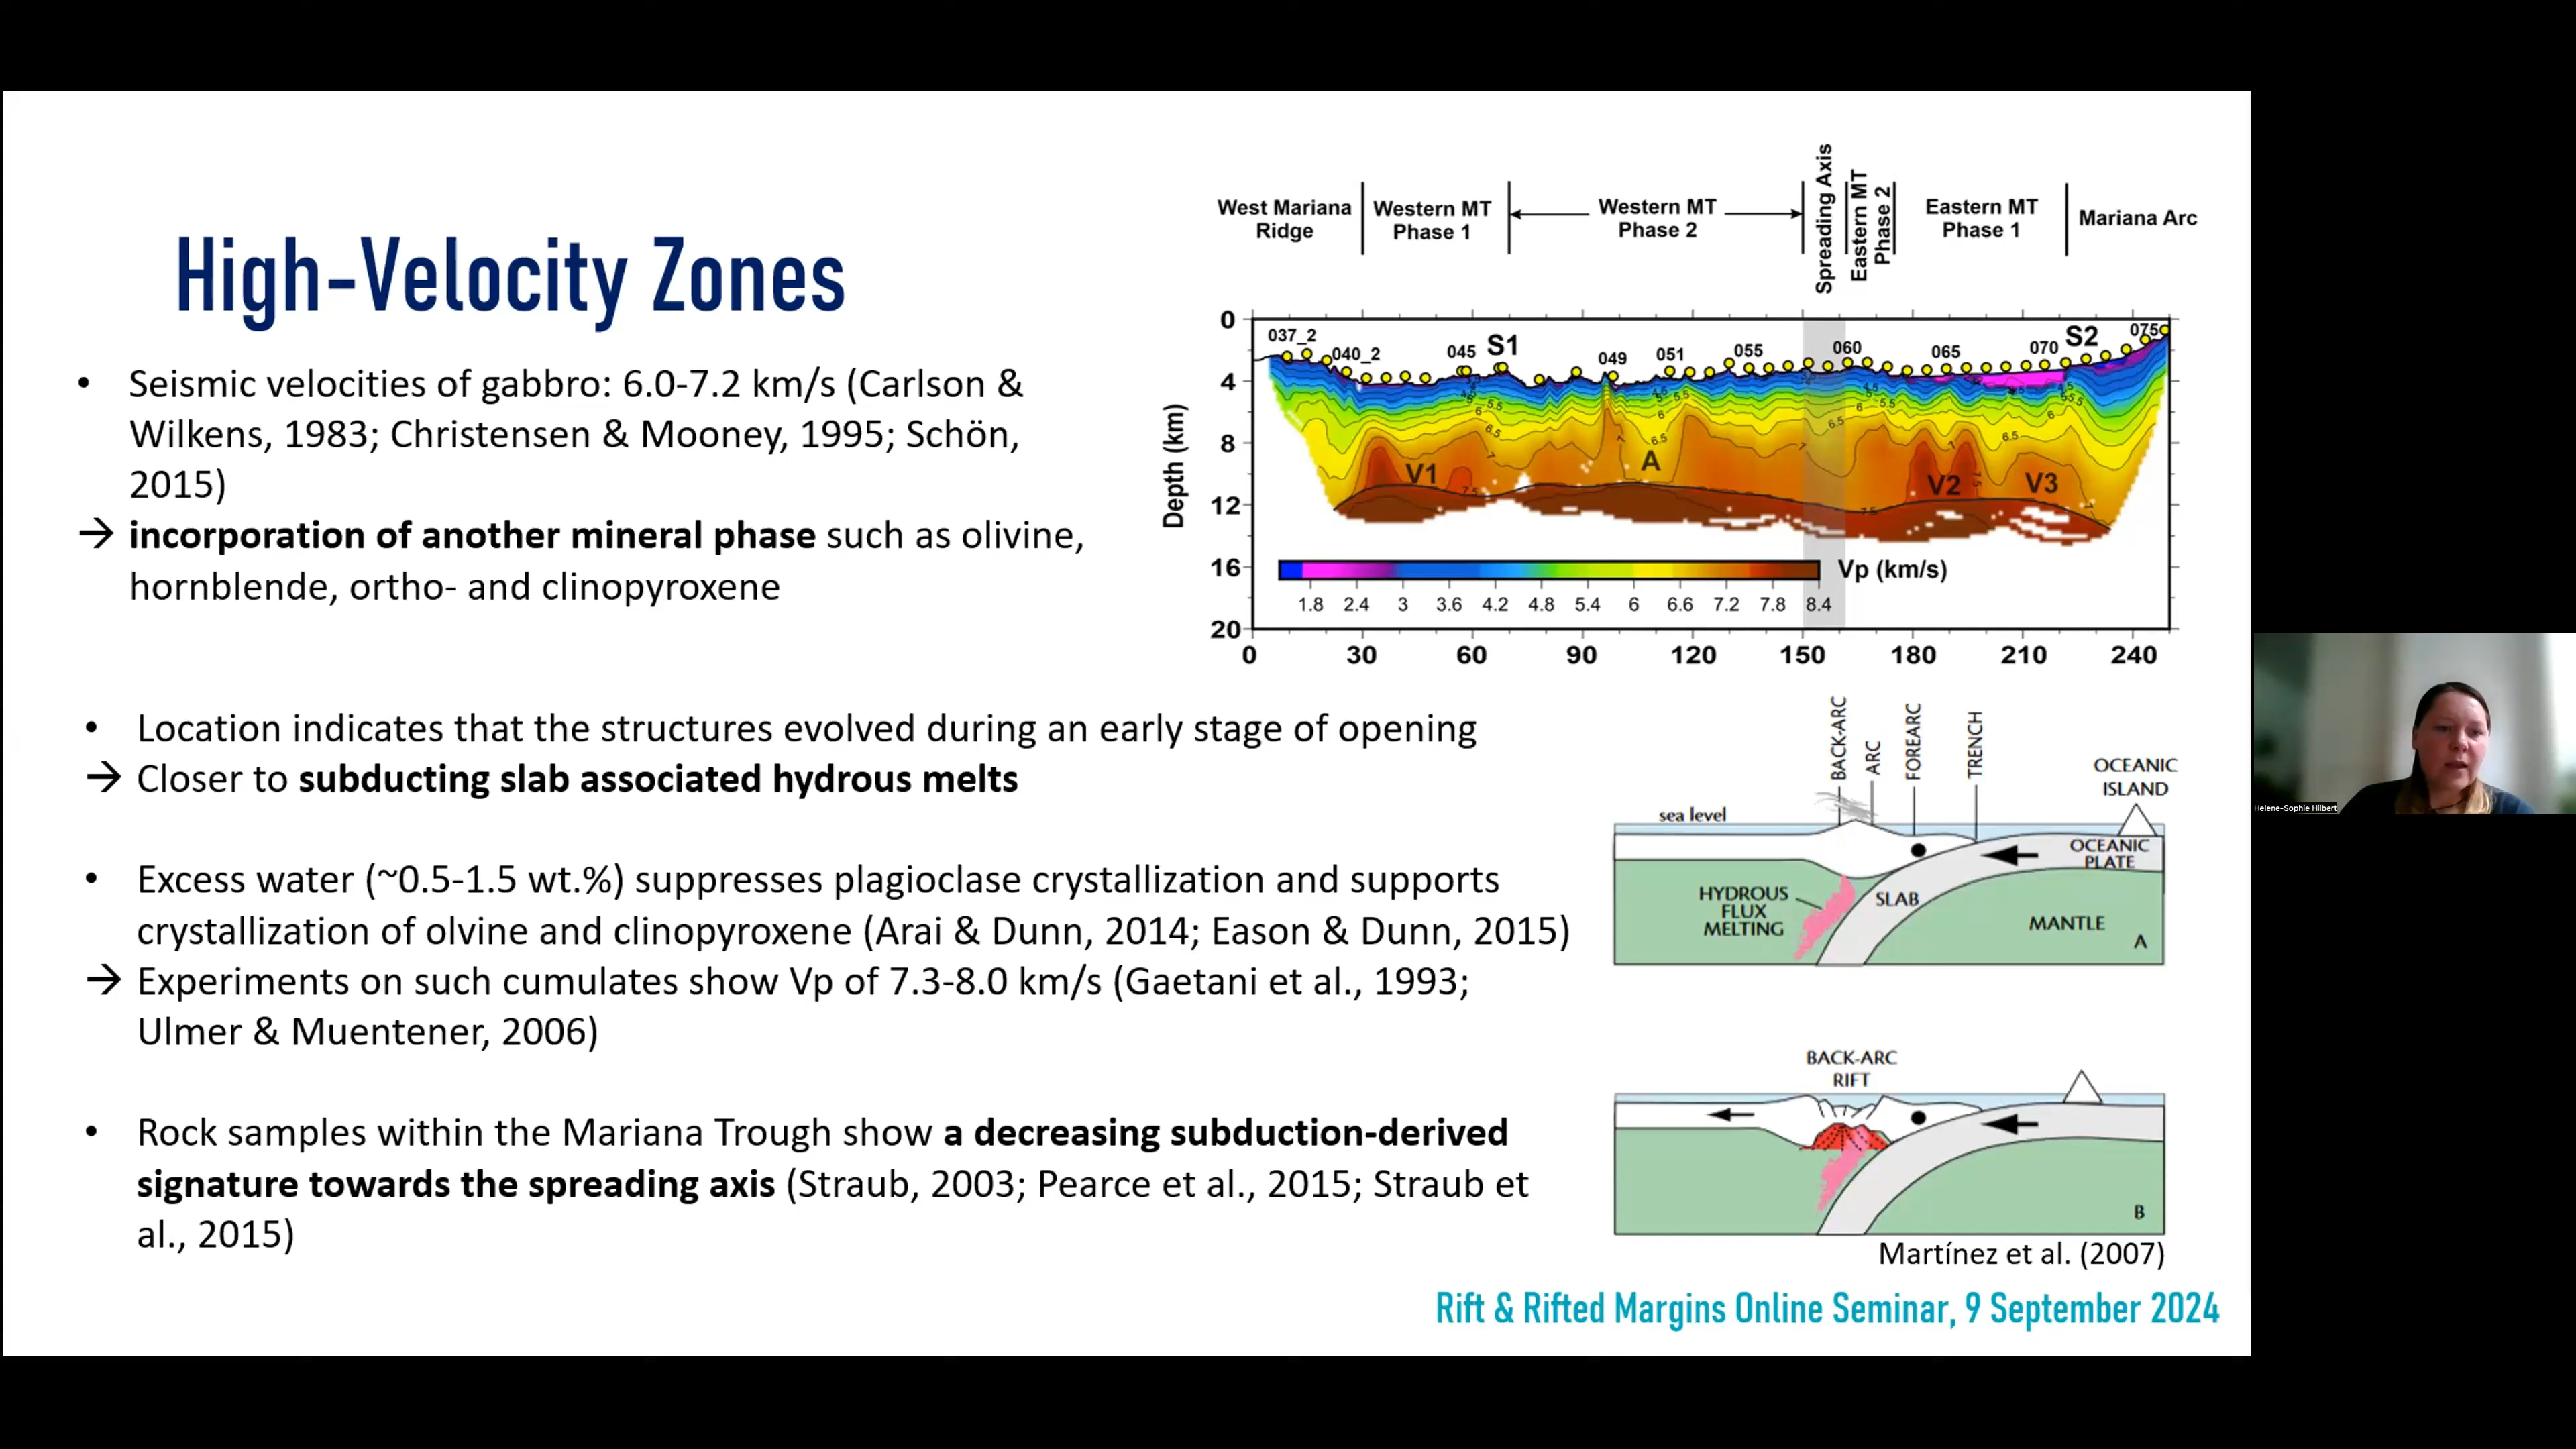 High-Velocity Zones
• Seismic velocities of gabbro: 6.0-7.2 km/s (Carlson &
Wilkens, 1983; Christensen & Mooney, 1995; Schön,
2015)
→ incorporation of another mineral phase such as olivine,
hornblende, ortho- and clinopyroxene
• Location indicates that the structures evolved during an early stage of opening
→ Closer to subducting slab associated hydrous melts
• Excess water (~0.5-1.5 wt.%) suppresses plagioclase crystallization and supports
crystallization of olvine and clinopyroxene (Arai & Dunn, 2014; Eason & Dunn, 2015)
→ Experiments on such cumulates show Vp of 7.3-8.0 km/s (Gaetani et al., 1993;
Ulmer & Muentener, 2006)
• Rock samples within the Mariana Trough show a decreasing subduction-derived
signature towards the spreading axis (Straub, 2003; Pearce et al., 2015; Straub et
al., 2015)
West Mariana
Ridge
Western MT
Phase 1
Western MT
Phase 2
Spreading Axis
Eastern MT
Phase 2
Eastern MT
Phase 1
Mariana Arc
Depth (km)
0
4
8
12
16
20
037_2
040_2
045
S1
049
051
055
060
065
070
S2
075
V1
A
V2
V3
Vp (km/s)
1.8 2.4 3 3.6 4.2 4.8 5.4 6 6.6 7.2 7.8 8.4
0 30 60 90 120 150 180 210 240
BACK-ARC
ARC
FOREARC
TRENCH
OCEANIC
ISLAND
sea level
OCEANIC
PLATE
HYDROUS
FLUX
MELTING
SLAB
MANTLE
A
BACK-ARC
RIFT
B
Martínez et al. (2007)
Rift & Rifted Margins Online Seminar, 9 September 2024
Helene-Sophie Hilbert